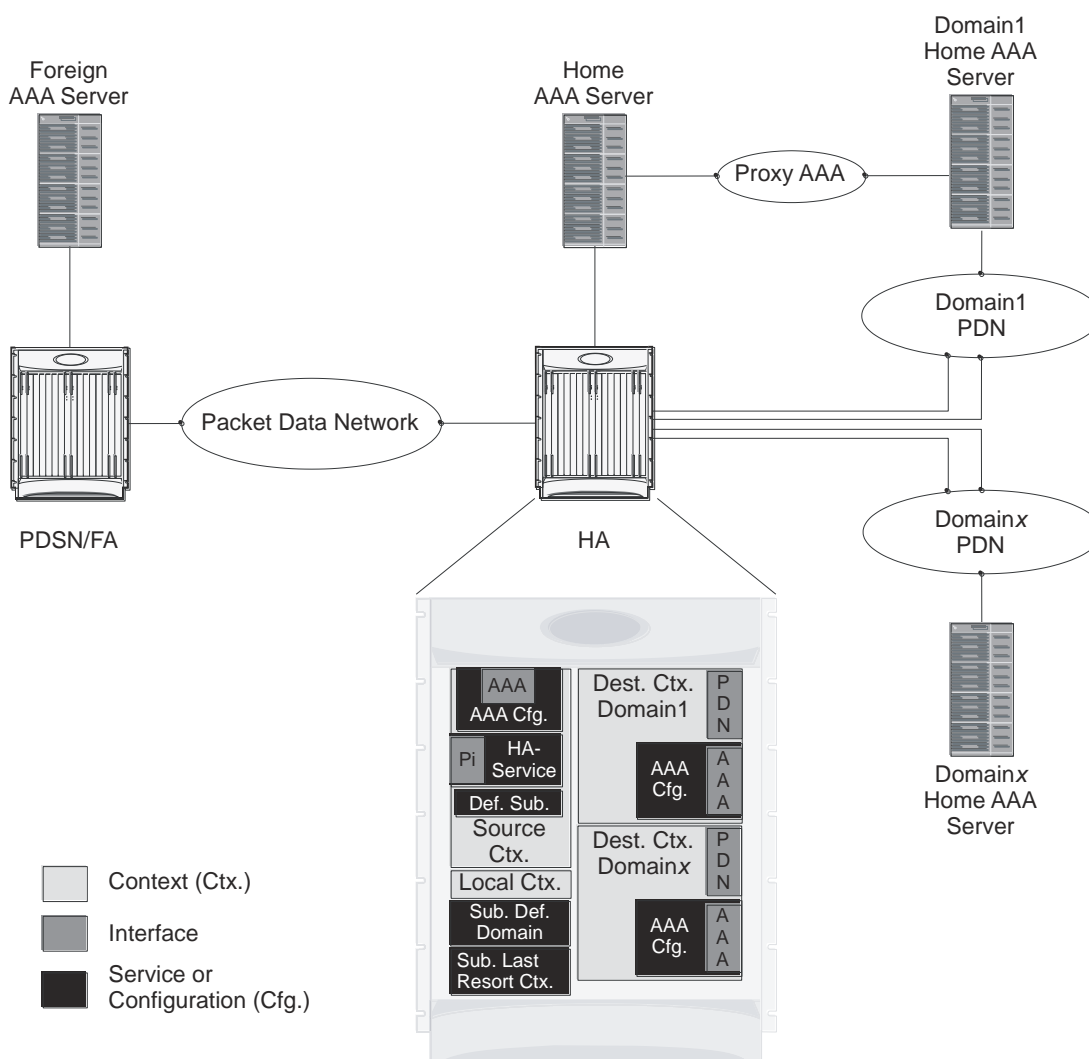 Foreign
AAA Server
Home
AAA Server
Domain1
Home AAA
Server
Proxy AAA
Domain1
PDN
Packet Data Network
PDSN/FA
HA
Domainx
PDN
Domainx
Home AAA
Server
AAA
AAA Cfg.
Pi
HA-
Service
Def. Sub.
Source
Ctx.
Local Ctx.
Sub. Def.
Domain
Sub. Last
Resort Ctx.
Dest. Ctx.
Domain1
P
D
N
AAA
Cfg.
A
A
A
Dest. Ctx.
Domainx
P
D
N
AAA
Cfg.
A
A
A
Context (Ctx.)
Interface
Service or
Configuration (Cfg.)